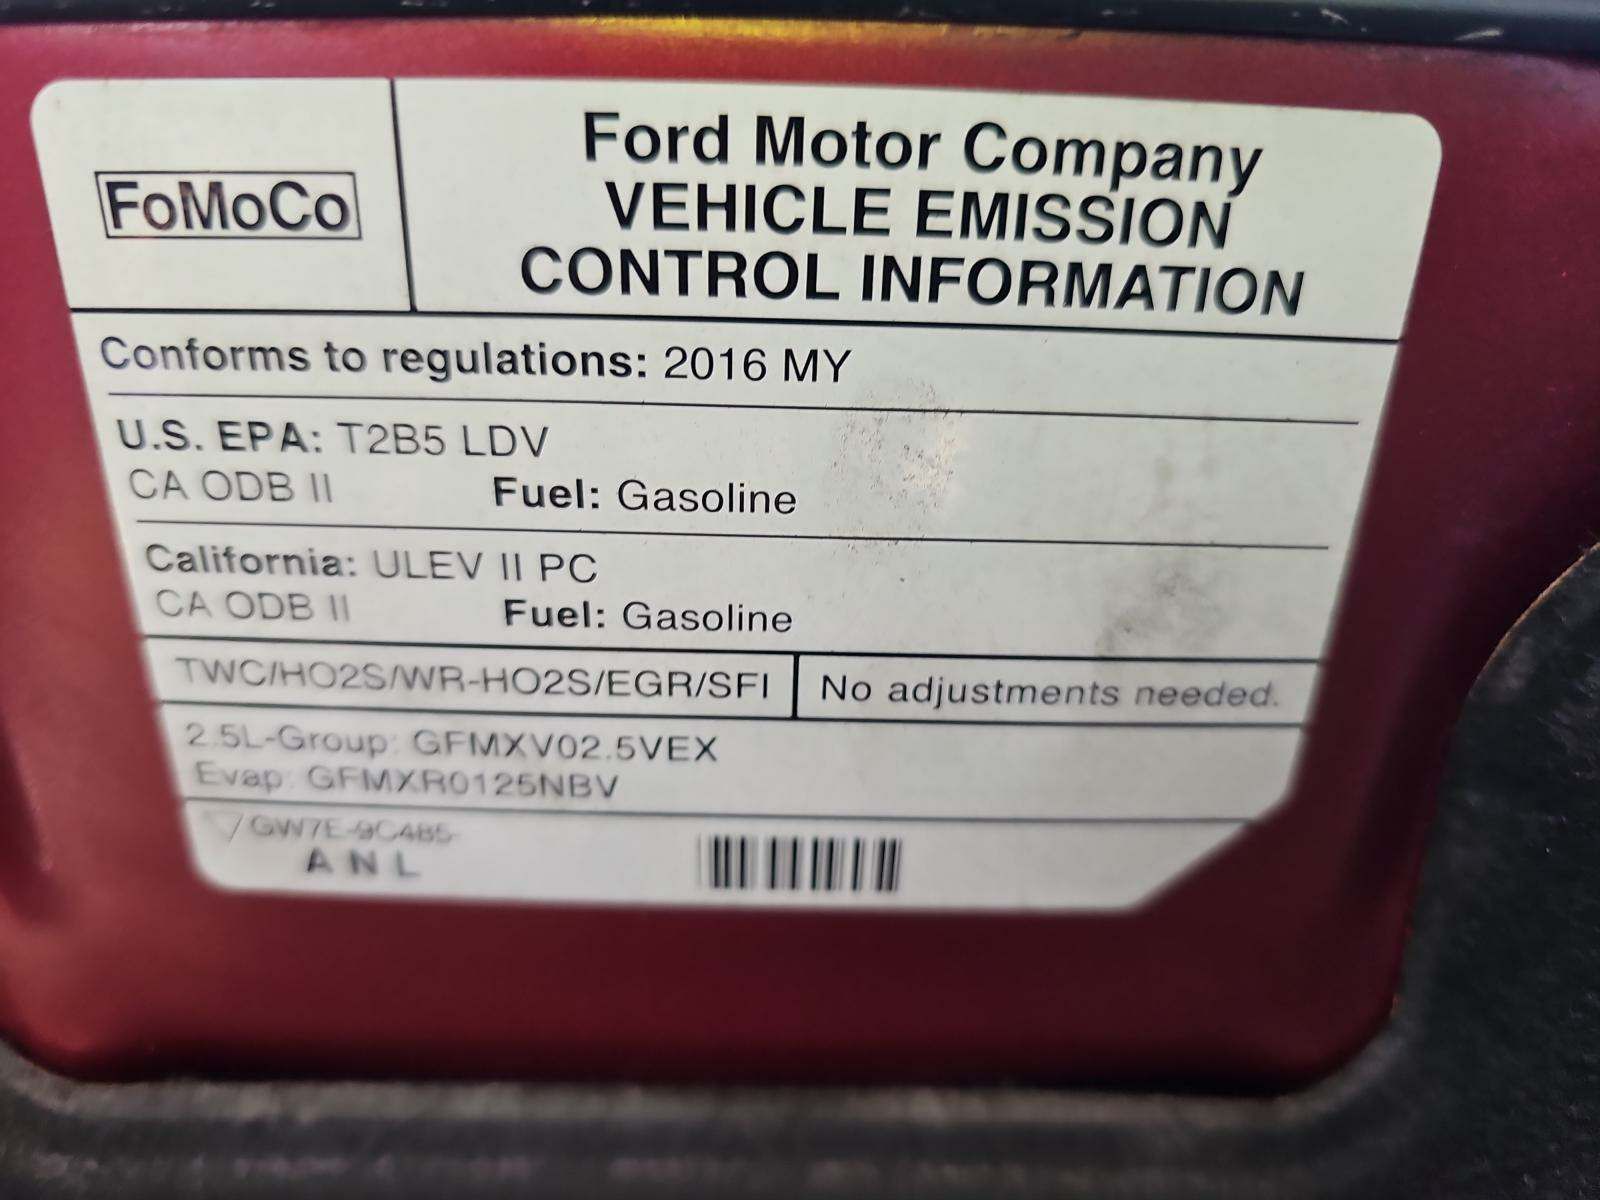 FoMoCo
Ford Motor Company
VEHICLE EMISSION
CONTROL INFORMATION
Conforms to regulations: 2016 MY
U.S. EPA: T2B5 LDV
CA ODB II Fuel: Gasoline
California: ULEV II PC
CA ODB II Fuel: Gasoline
TWC/HO2S/WR-HO2S/EGR/SFI
No adjustments needed.
2.5L-Group: GFMXV02.5VEX
Evap: GFMXR0125NBV
GW7E-9C485-
A N L